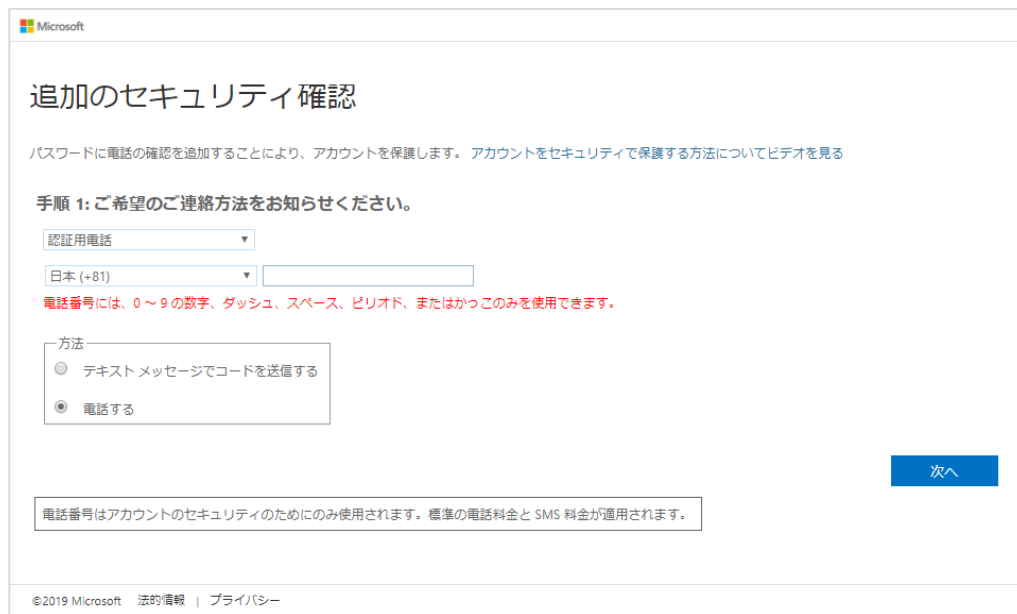 Microsoft
追加のセキュリティ確認
パスワードに電話の確認を追加することにより、アカウントを保護します。 アカウントをセキュリティで保護する方法についてビデオを見る
手順 1: ご希望のご連絡方法をお知らせください。
認証用電話
日本 (+81)
電話番号には、0 ～ 9 の数字、ダッシュ、スペース、ピリオド、またはかっこのみを使用できます。
方法
テキスト メッセージでコードを送信する
電話する
次へ
電話番号はアカウントのセキュリティのためにのみ使用されます。標準の電話料金と SMS 料金が適用されます。
©2019 Microsoft 法的情報 | プライバシー